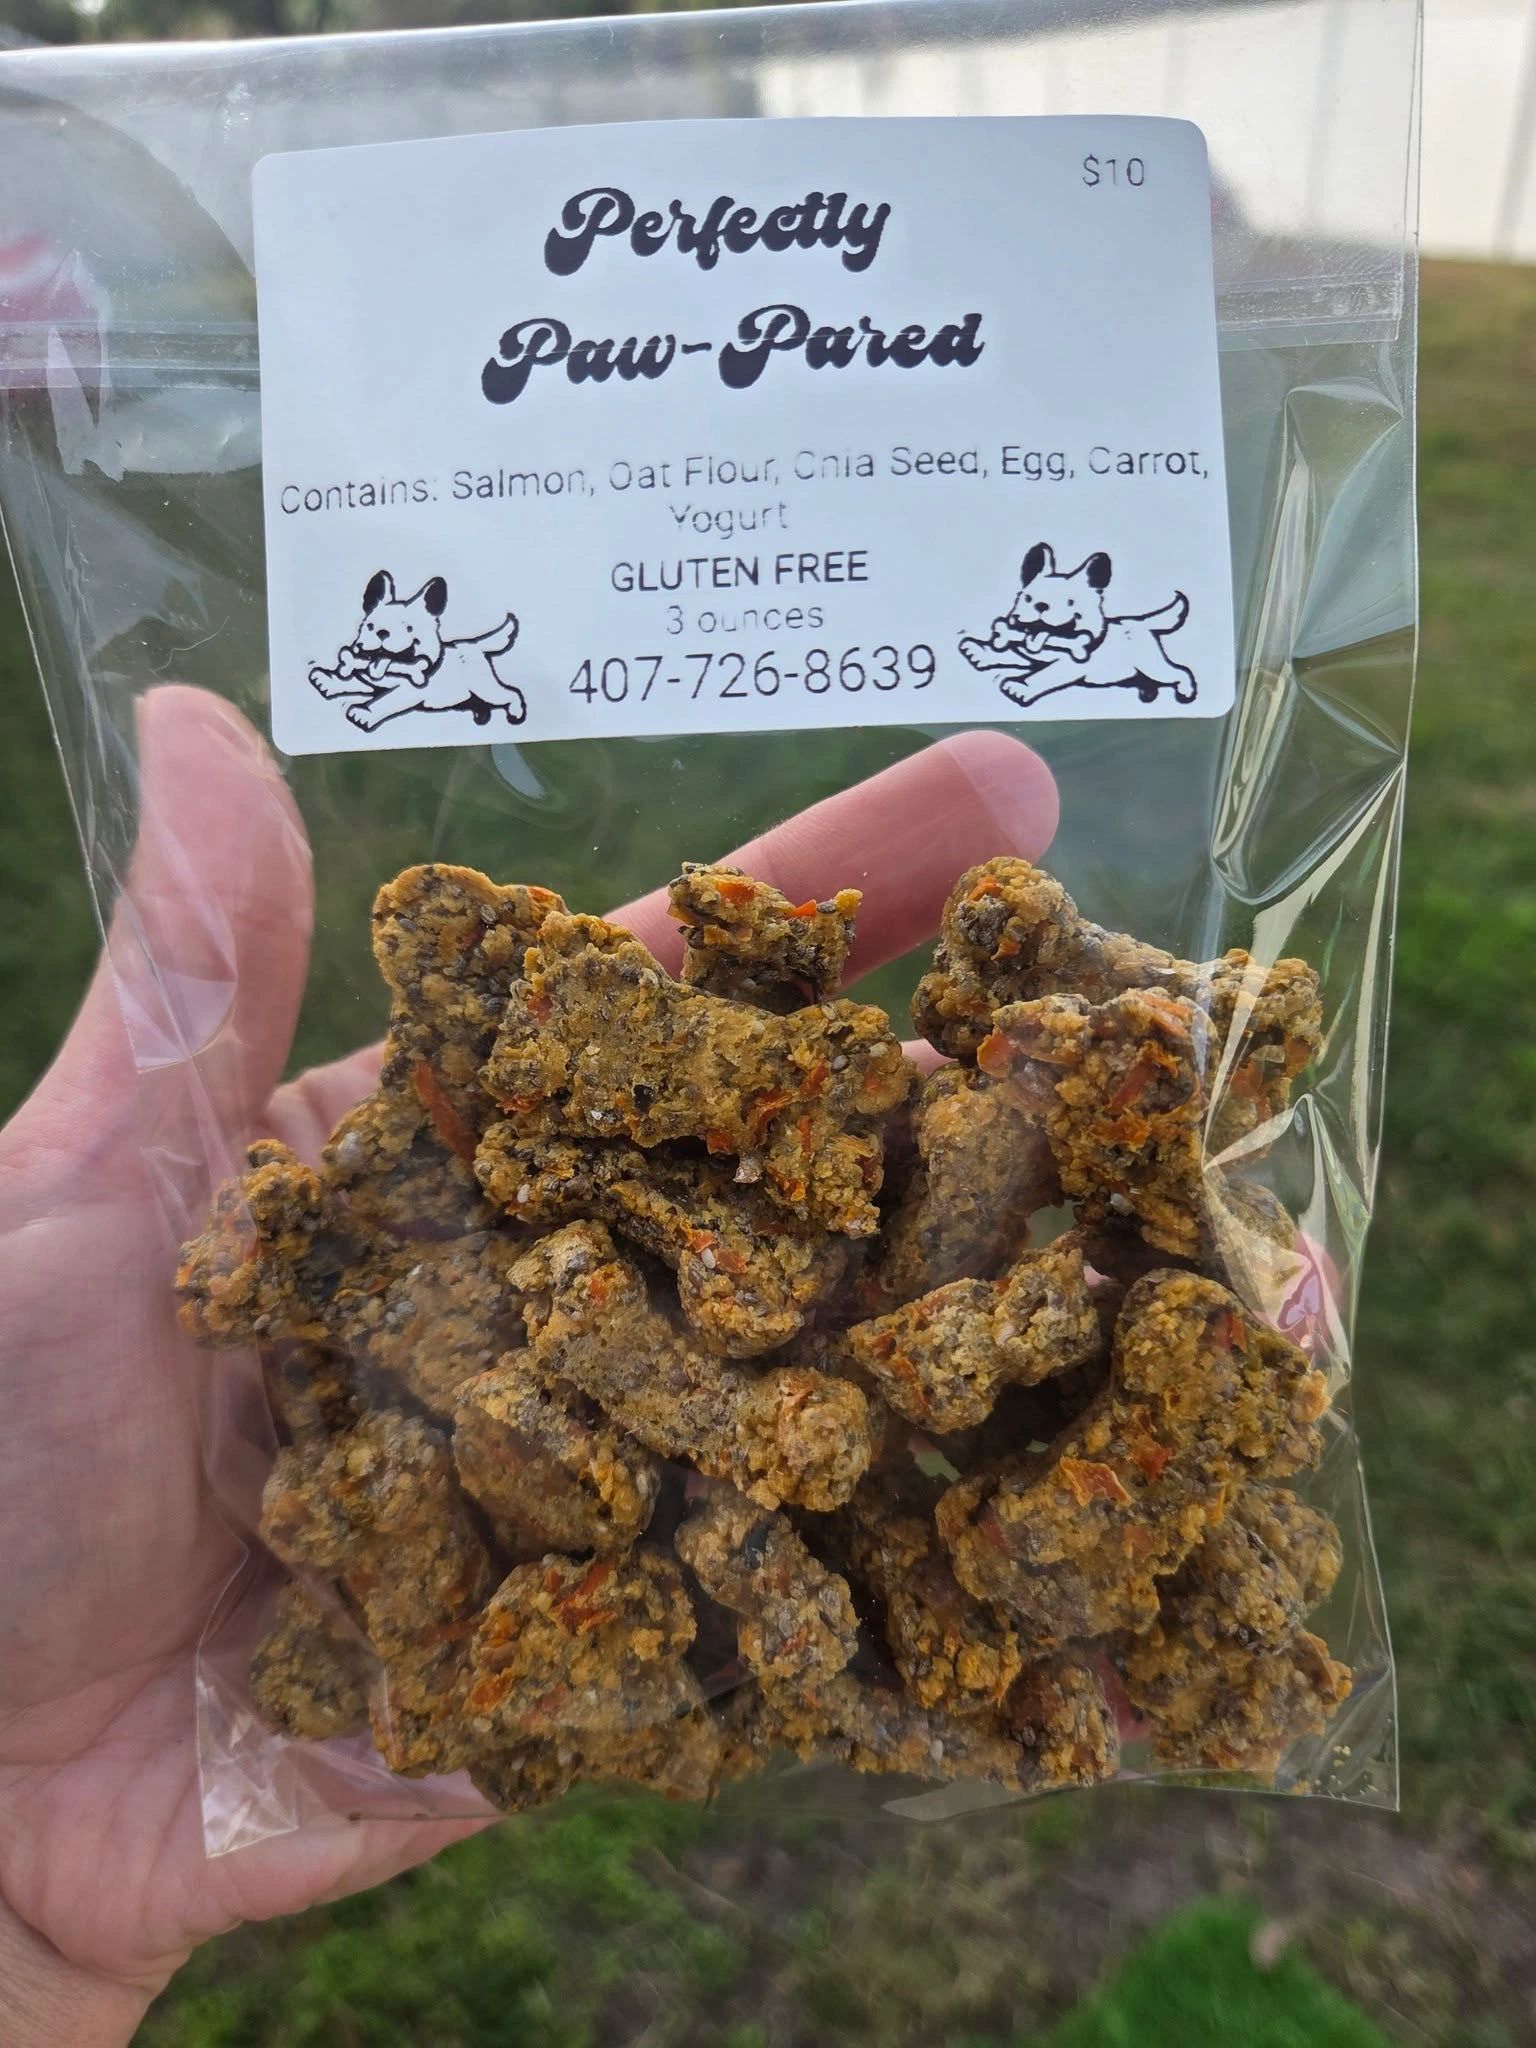 $10
Perfectly
Paw-Pared
Contains: Salmon, Oat Flour, Chia Seed, Egg, Carrot,
Yogurt
GLUTEN FREE
3 ounces
407-726-8639